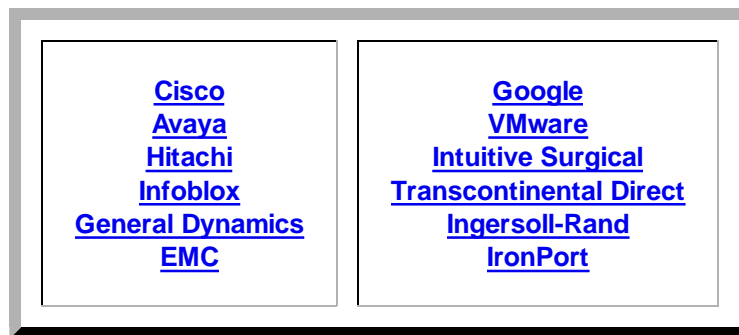 Cisco
Avaya
Hitachi
Infoblox
General Dynamics
EMC
Google
VMware
Intuitive Surgical
Transcontinental Direct
Ingersoll-Rand
IronPort